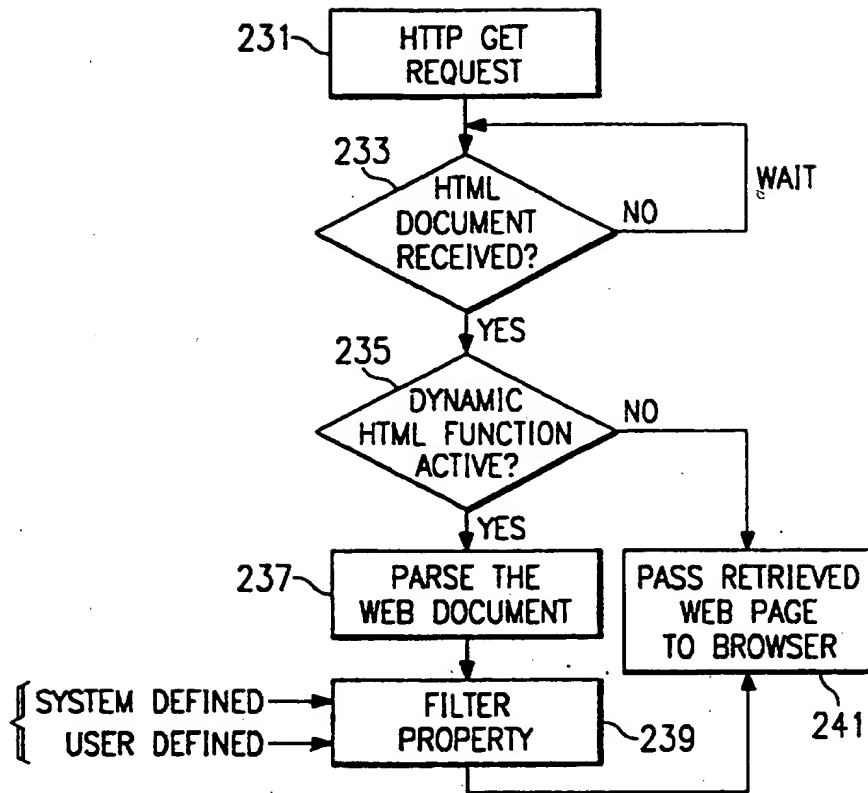 231
HTTP GET
REQUEST
233
HTML
DOCUMENT
RECEIVED?
NO
WAIT
YES
235
DYNAMIC
HTML FUNCTION
ACTIVE?
NO
YES
237
PARSE THE
WEB DOCUMENT
PASS RETRIEVED
WEB PAGE
TO BROWSER
241
SYSTEM DEFINED
USER DEFINED
FILTER
PROPERTY
239